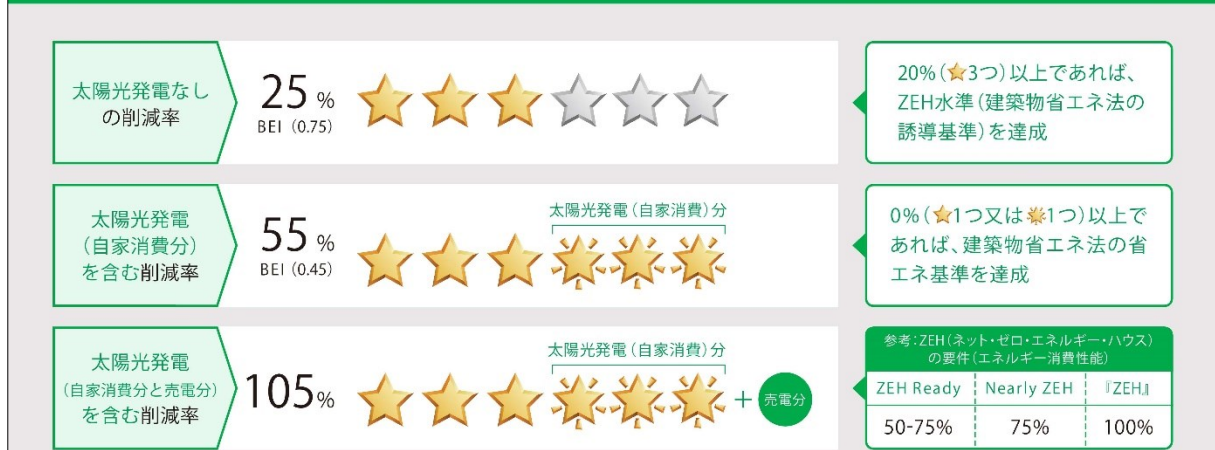 太陽光発電なし
の削減率
25 %
BEI (0.75)
20%(3つ)以上であれば、
ZEH水準(建築物省エネ法の
誘導基準)を達成
太陽光発電
(自家消費分)
を含む削減率
55 %
BEI (0.45)
太陽光発電(自家消費)分
0%(1つ又は1つ)以上で
あれば、建築物省エネ法の省
エネ基準を達成
太陽光発電
(自家消費分と売電分)
を含む削減率
105%
太陽光発電(自家消費)分
+ 売電分
参考:ZEH(ネット・ゼロ・エネルギー・ハウス)
の要件(エネルギー消費性能)
ZEH Ready Nearly ZEH 『ZEH』
50-75% 75% 100%